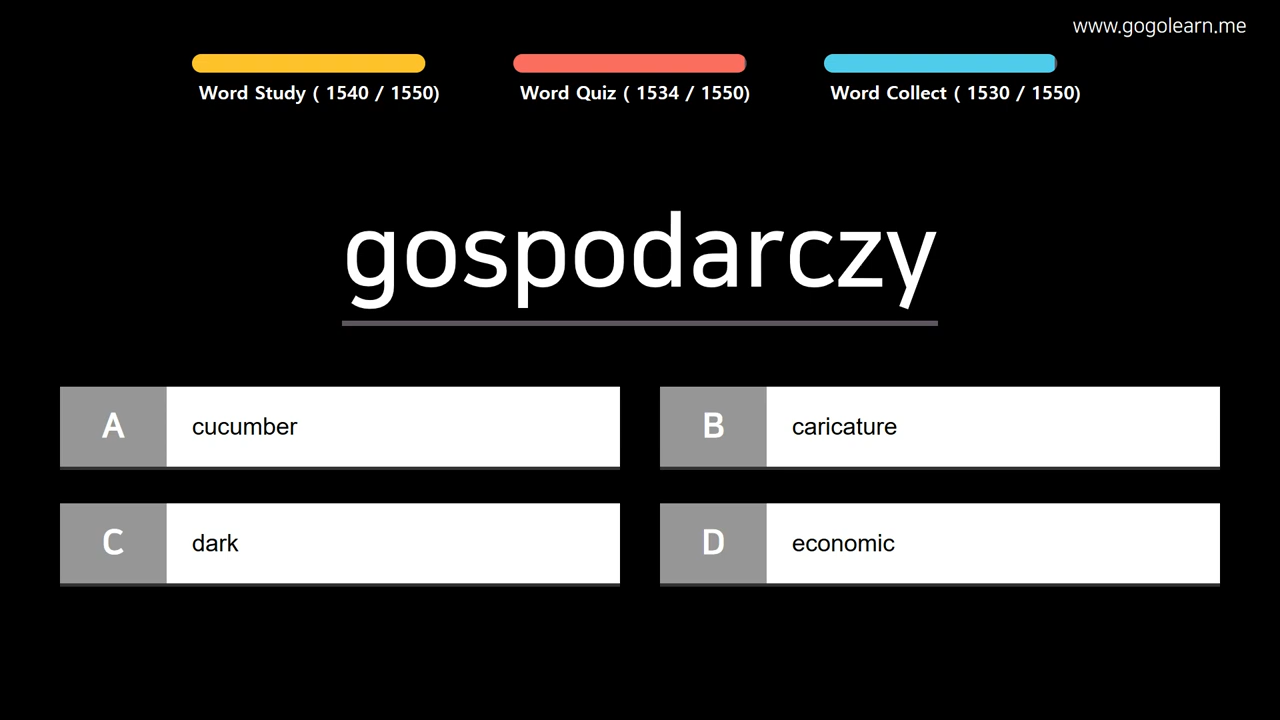 www.gogolearn.me
Word Study ( 1540 / 1550)
Word Quiz ( 1534 / 1550)
Word Collect ( 1530 / 1550)
gospodarczy
A cucumber
B caricature
C dark
D economic